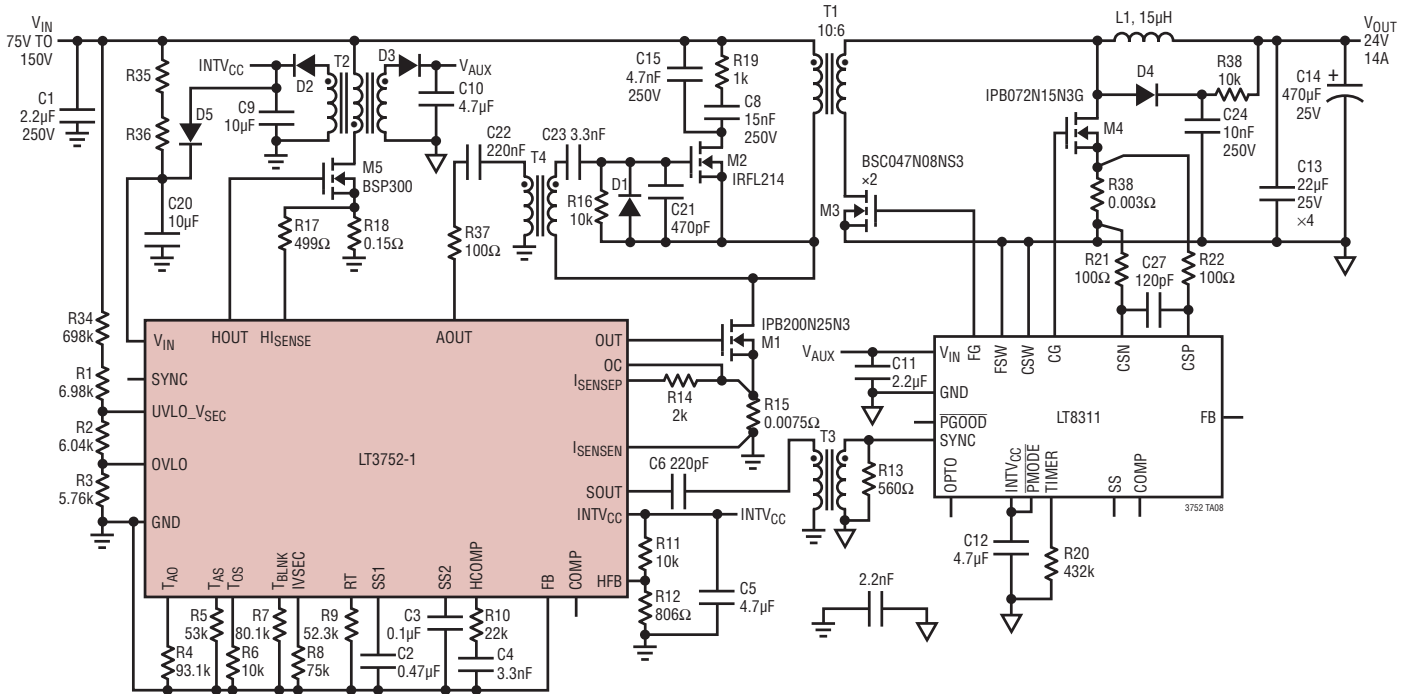 VIN
75V TO
150V
C1
2.2µF
250V
R35
R36
INTVCC
D2
T2
D3
VAUX
C10
4.7µF
D5
C9
10µF
C20
10µF
M5
BSP300
R17
499Ω
R18
0.15Ω
C22
220nF
T4
C23 3.3nF
R37
100Ω
R16
10k
D1
C21
470pF
C15
4.7nF
250V
R19
1k
C8
15nF
250V
M2
IRFL214
T1
10:6
L1, 15µH
VOUT
24V
14A
IPB072N15N3G
D4
R38
10k
C14
470µF
25V
+
C24
10nF
250V
M4
BSC047N08NS3
×2
M3
R38
0.003Ω
C13
22µF
25V
×4
R21
100Ω
C27
120pF
R22
100Ω
R34
698k
R1
6.98k
R2
6.04k
R3
5.76k
VIN
HOUT
HISENSE
AOUT
OUT
OC
ISENSEP
ISENSEN
SYNC
UVLO_VSEC
OVLO
GND
LT3752-1
SOUT
INTVCC
HFB
TAO
TAS
TOS
TBLNK
IVSEC
RT
SS1
SS2
HCOMP
FB
COMP
IPB200N25N3
M1
R14
2k
R15
0.0075Ω
C6 220pF
T3
R13
560Ω
INTVCC
R11
10k
R12
806Ω
C5
4.7µF
2.2nF
VAUX
C11
2.2µF
VIN
FG
FSW
CSW
CG
CSN
CSP
GND
PGOOD
SYNC
LT8311
FB
OPTO
INTVCC
PMODE
TIMER
SS
COMP
3752 TA08
C12
4.7µF
R20
432k
R5
53k
R4
93.1k
R6
10k
R7
80.1k
R8
75k
R9
52.3k
C3
0.1µF
C2
0.47µF
R10
22k
C4
3.3nF